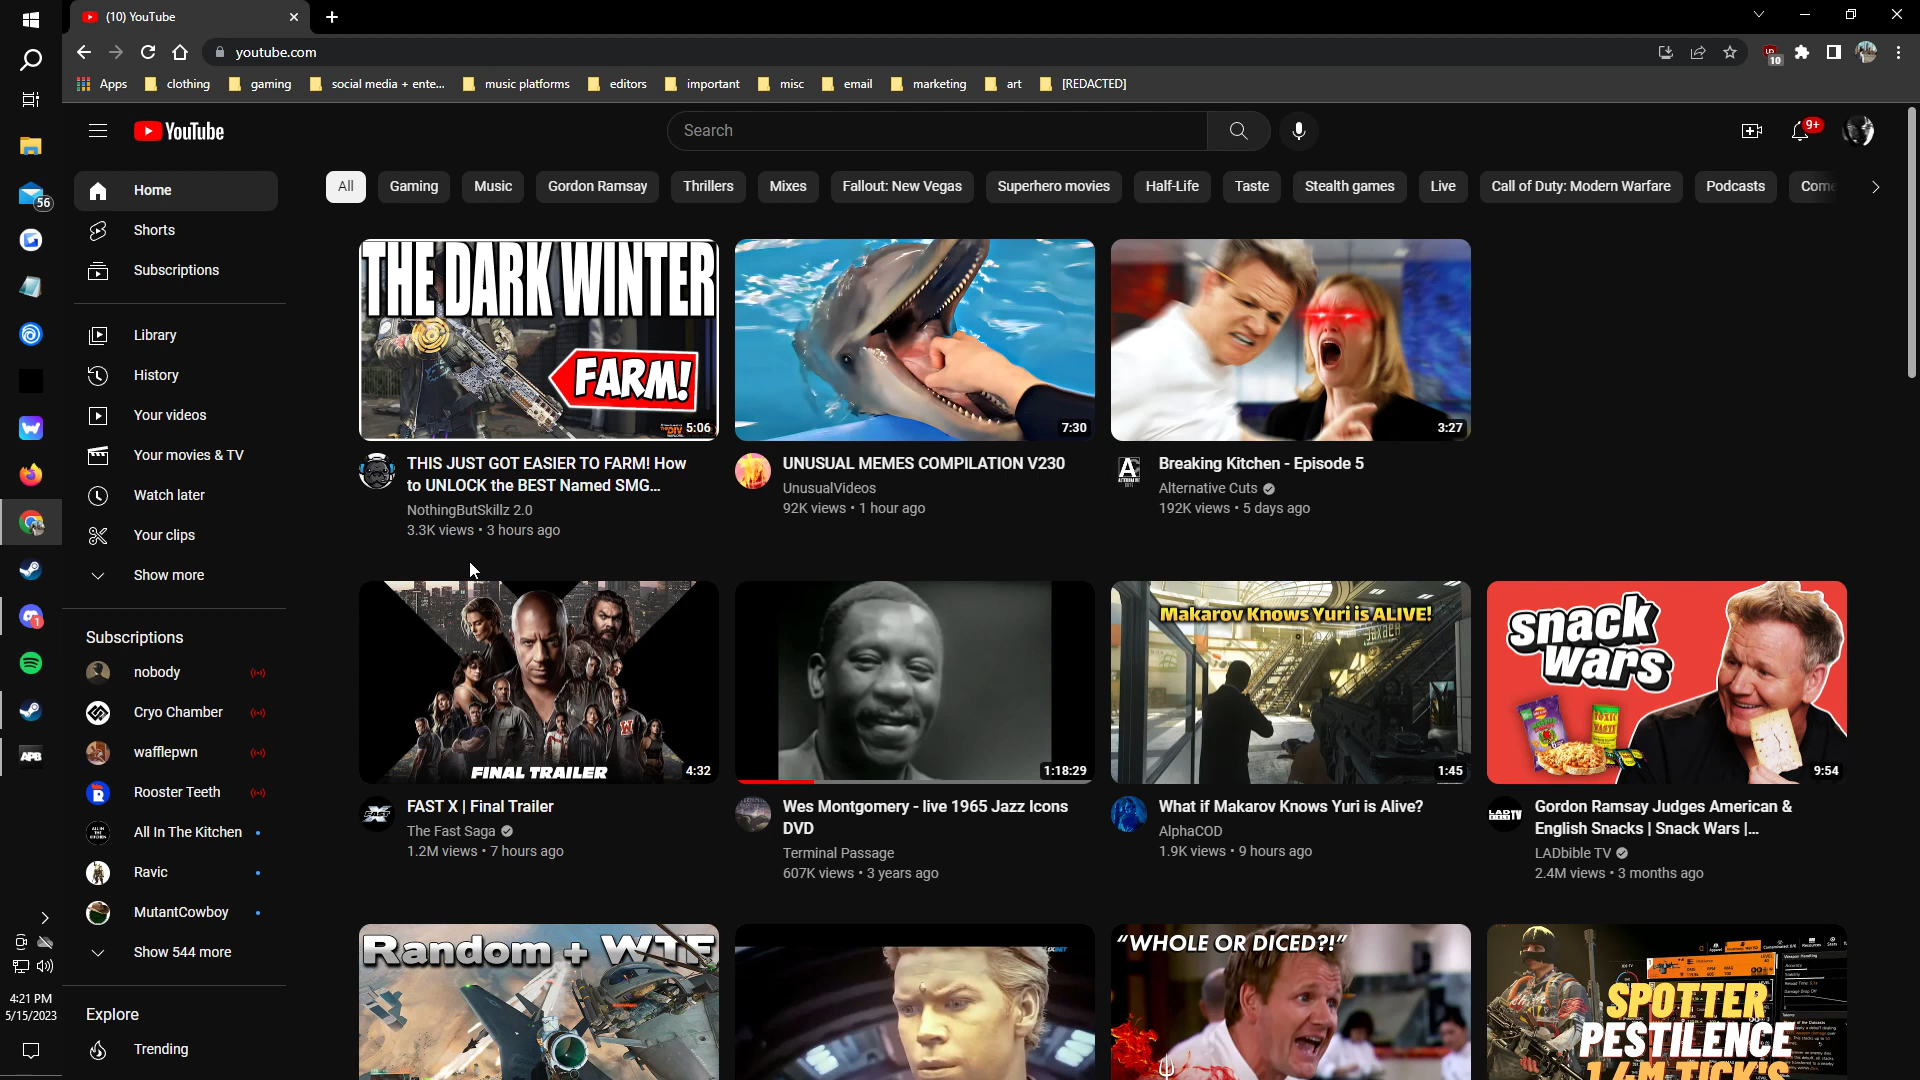 (10) YouTube
youtube.com
10
Apps
clothing
gaming
social media + ente...
music platforms
editors
important
misc
email
marketing
art
[REDACTED]
YouTube
Search
9+
56
Home
Shorts
Subscriptions
Library
History
Your videos
Your movies & TV
Watch later
Your clips
Show more
Subscriptions
nobody
Cryo Chamber
wafflepwn
Rooster Teeth
All In The Kitchen
Ravic
MutantCowboy
Show 544 more
Explore
Trending
1
APB
4:21 PM
5/15/2023
All
Gaming
Music
Gordon Ramsay
Thrillers
Mixes
Fallout: New Vegas
Superhero movies
Half-Life
Taste
Stealth games
Live
Call of Duty: Modern Warfare
Podcasts
Come
THE DARK WINTER
FARM!
5:06
THIS JUST GOT EASIER TO FARM! How
to UNLOCK the BEST Named SMG...
NothingButSkillz 2.0
3.3K views • 3 hours ago
7:30
UNUSUAL MEMES COMPILATION V230
UnusualVideos
92K views • 1 hour ago
3:27
Breaking Kitchen - Episode 5
Alternative Cuts
192K views • 5 days ago
FINAL TRAILER
4:32
FAST X | Final Trailer
The Fast Saga
1.2M views • 7 hours ago
1:18:29
Wes Montgomery - live 1965 Jazz Icons
DVD
Terminal Passage
607K views • 3 years ago
Makarov Knows Yuri is ALIVE!
1:45
What if Makarov Knows Yuri is Alive?
AlphaCOD
1.9K views • 9 hours ago
snack
wars
9:54
LADBIBLE TV
Gordon Ramsay Judges American &
English Snacks | Snack Wars |...
LADbible TV
2.4M views • 3 months ago
Random + WTF
"WHOLE OR DICED?!"
SPOTTER
PESTILENCE
1.4M TICK'S